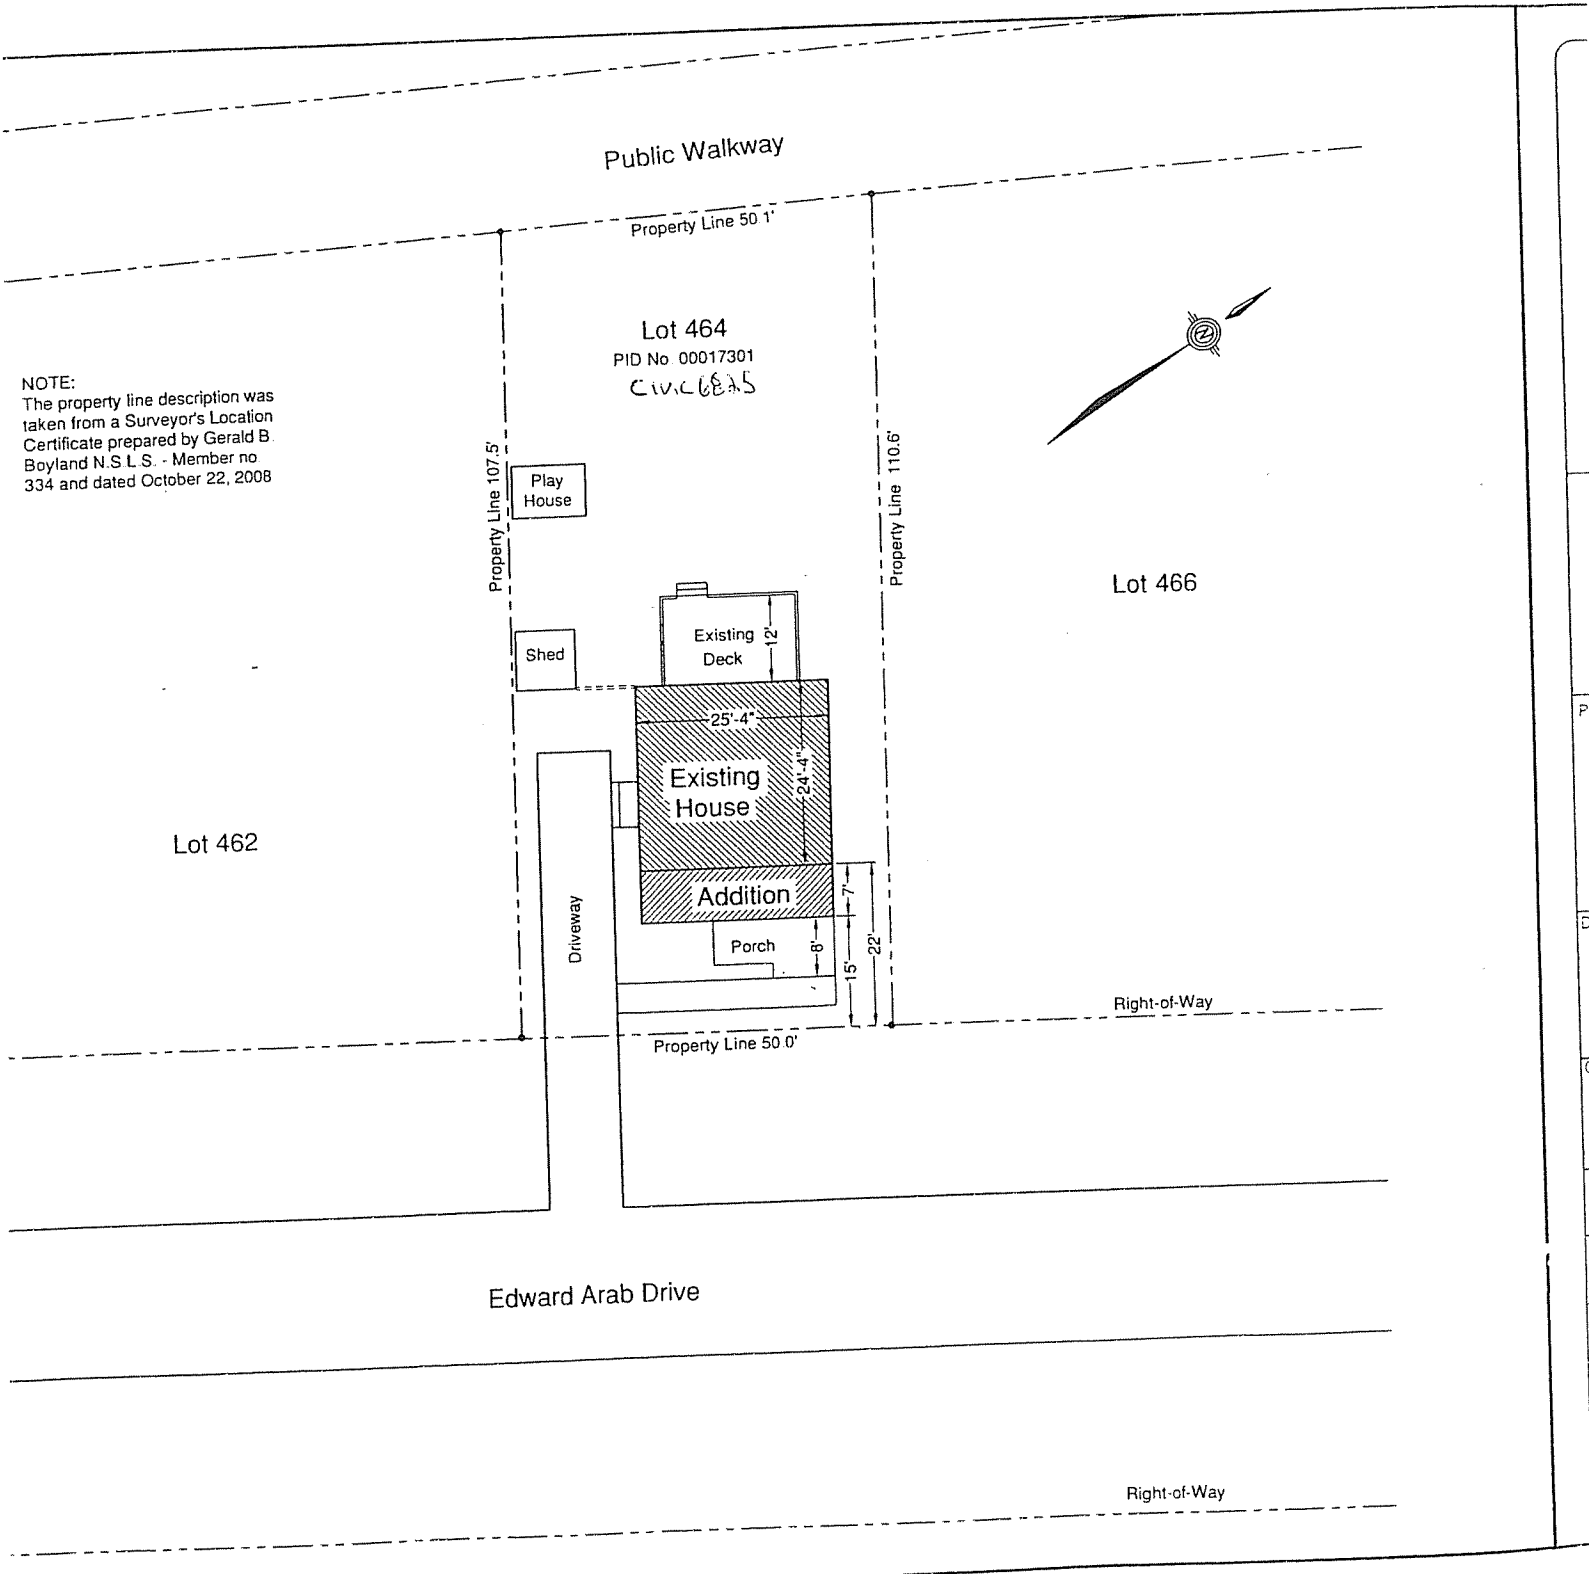 Public Walkway
Property Line 50.1'
Lot 464
PID No. 00017301
Civic 6825
NOTE:
The property line description was
taken from a Surveyor's Location
Certificate prepared by Gerald B.
Boyland N.S.L.S. - Member no.
334 and dated October 22, 2008
Property Line 107.5'
Property Line 110.6'
Play
House
Lot 466
Shed
Existing
Deck
12'
25'-4"
Existing
House
24'-4"
Lot 462
Addition
7'
Driveway
Porch
8'
15'
22'
Right-of-Way
Property Line 50.0'
Edward Arab Drive
Right-of-Way
N
P
D